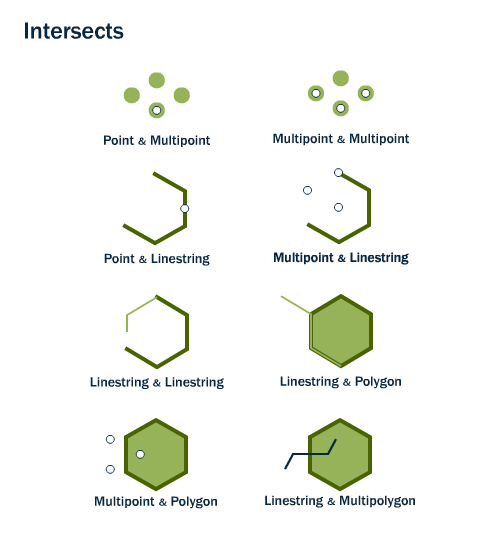 Intersects
Point & Multipoint
Multipoint & Multipoint
Point & Linestring
Multipoint & Linestring
Linestring & Linestring
Linestring & Polygon
Multipoint & Polygon
Linestring & Multipolygon